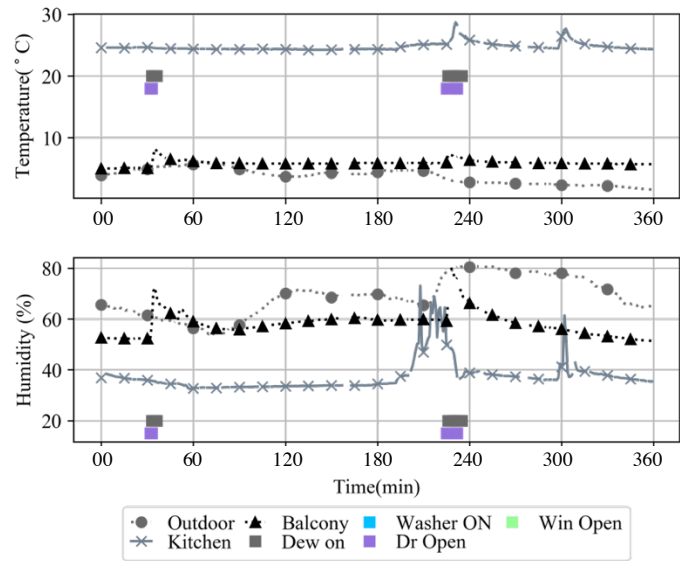 Temperature( ° C)
30
20
10
00 60 120 180 240 300 360
Humidity (%)
80
60
40
20
00 60 120 180 240 300 360
Time(min)
Outdoor Balcony Washer ON Win Open
Kitchen Dew on Dr Open